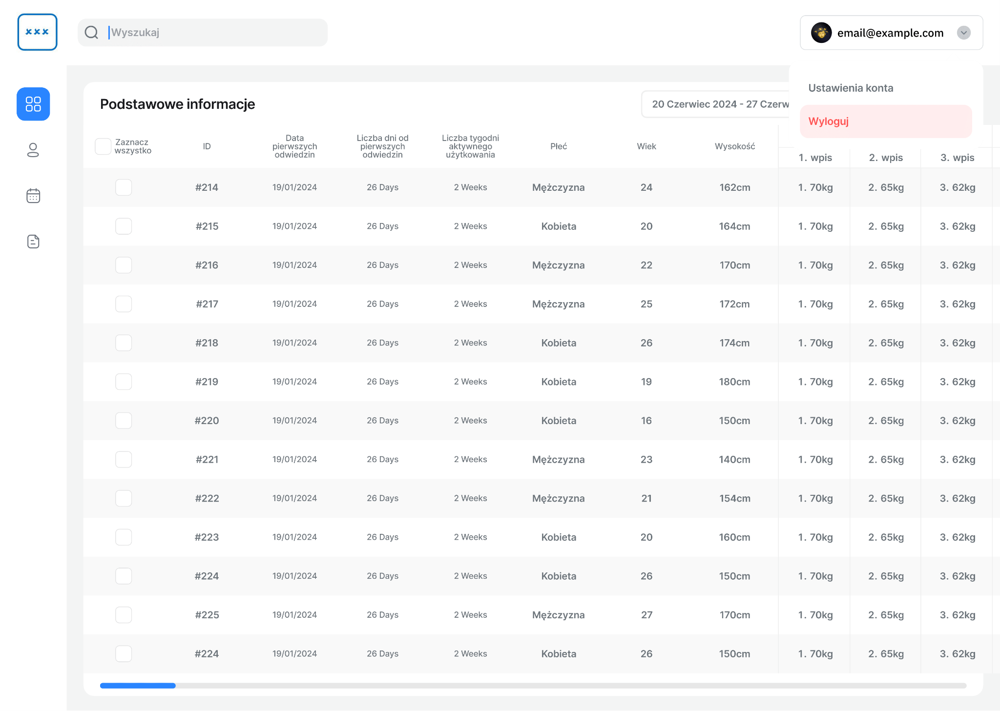 xxx
Wyszukaj
email@example.com
Ustawienia konta
Wyloguj
Podstawowe informacje
20 Czerwiec 2024 - 27 Czerw
Zaznacz
wszystko
ID
Data
pierwszych
odwiedzin
Liczba dni od
pierwszych
odwiedzin
Liczba tygodni
aktywnego
użytkowania
Płeć
Wiek
Wysokość
1. wpis
2. wpis
3. wpis
#214 19/01/2024 26 Days 2 Weeks Mężczyzna 24 162cm 1. 70kg 2. 65kg 3. 62kg
#215 19/01/2024 26 Days 2 Weeks Kobieta 20 164cm 1. 70kg 2. 65kg 3. 62kg
#216 19/01/2024 26 Days 2 Weeks Mężczyzna 22 170cm 1. 70kg 2. 65kg 3. 62kg
#217 19/01/2024 26 Days 2 Weeks Mężczyzna 25 172cm 1. 70kg 2. 65kg 3. 62kg
#218 19/01/2024 26 Days 2 Weeks Kobieta 26 174cm 1. 70kg 2. 65kg 3. 62kg
#219 19/01/2024 26 Days 2 Weeks Kobieta 19 180cm 1. 70kg 2. 65kg 3. 62kg
#220 19/01/2024 26 Days 2 Weeks Kobieta 16 150cm 1. 70kg 2. 65kg 3. 62kg
#221 19/01/2024 26 Days 2 Weeks Mężczyzna 23 140cm 1. 70kg 2. 65kg 3. 62kg
#222 19/01/2024 26 Days 2 Weeks Mężczyzna 21 154cm 1. 70kg 2. 65kg 3. 62kg
#223 19/01/2024 26 Days 2 Weeks Kobieta 20 160cm 1. 70kg 2. 65kg 3. 62kg
#224 19/01/2024 26 Days 2 Weeks Kobieta 26 150cm 1. 70kg 2. 65kg 3. 62kg
#225 19/01/2024 26 Days 2 Weeks Mężczyzna 27 170cm 1. 70kg 2. 65kg 3. 62kg
#224 19/01/2024 26 Days 2 Weeks Kobieta 26 150cm 1. 70kg 2. 65kg 3. 62kg